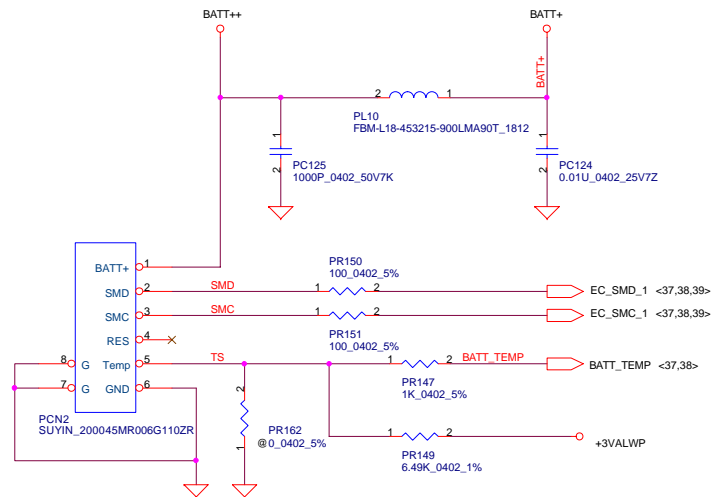 BATT++
BATT+
BATT+
2
1
PL10
FBM-L18-453215-900LMA90T_1812
1
2
PC125
1000P_0402_50V7K
1
2
PC124
0.01U_0402_25V7Z
BATT+ 1
PR150
100_0402_5%
SMD 2 SMD 1 2 EC_SMD_1 <37,38,39>
SMC 3 SMC 1 2 EC_SMC_1 <37,38,39>
PR151
100_0402_5%
RES 4
8 G Temp 5 TS 1 2 BATT_TEMP BATT_TEMP <37,38>
7 G GND 6
PR147
1K_0402_5%
2
1
PCN2
SUYIN_200045MR006G110ZR
PR162
@0_0402_5%
1 2 +3VALWP
PR149
6.49K_0402_1%